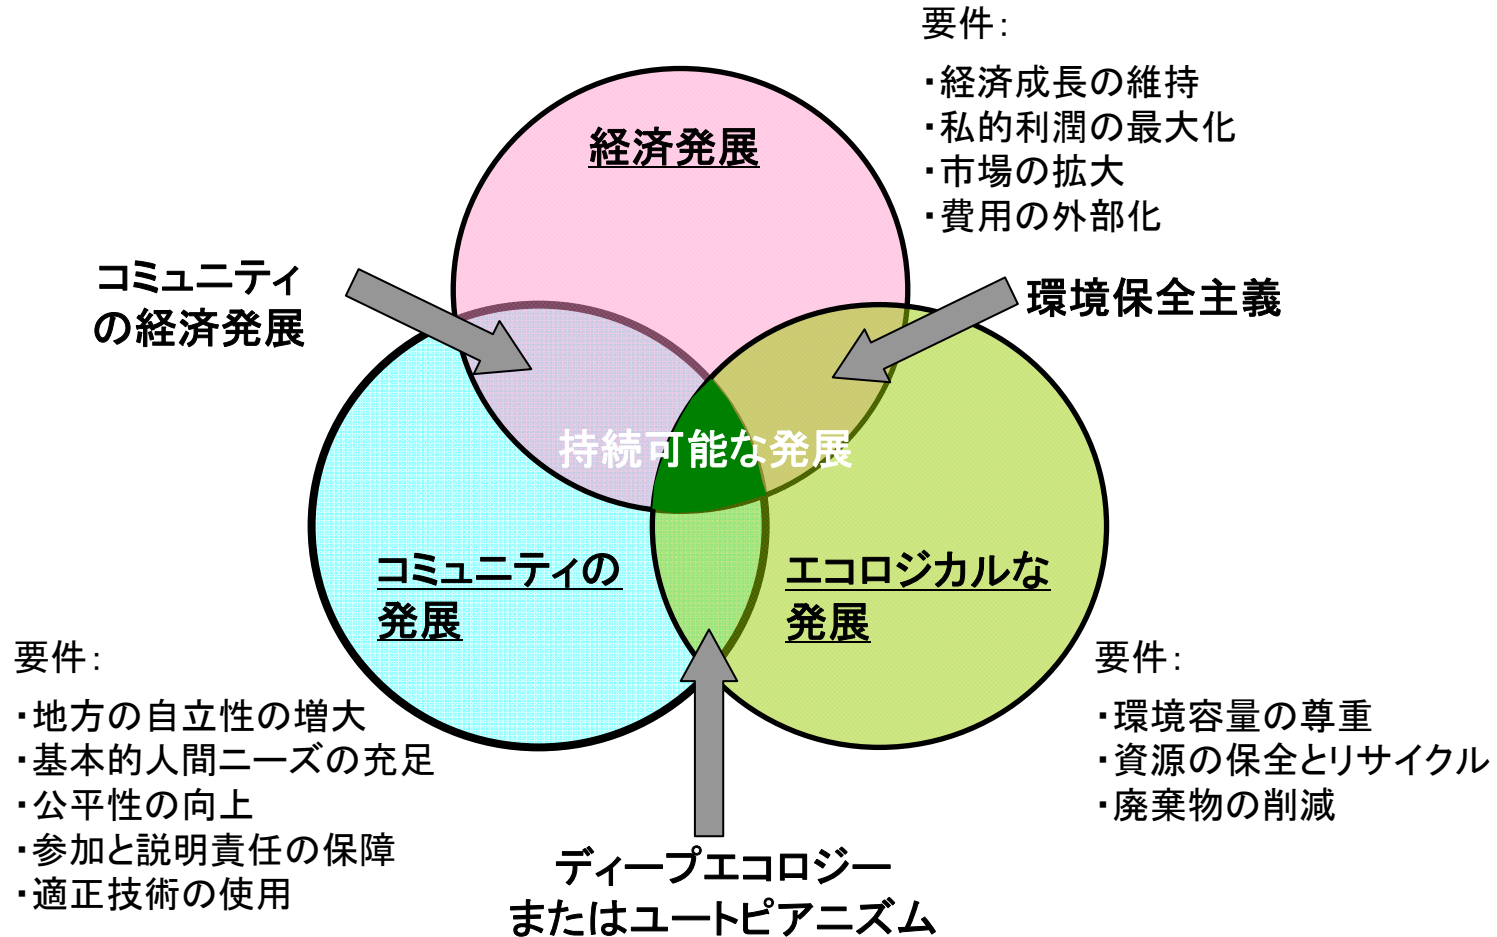 要件：
・経済成長の維持
・私的利潤の最大化
・市場の拡大
・費用の外部化
経済発展
コミュニティ
の経済発展
環境保全主義
持続可能な発展
コミュニティの
発展
エコロジカルな
発展
要件：
・地方の自立性の増大
・基本的人間ニーズの充足
・公平性の向上
・参加と説明責任の保障
・適正技術の使用
要件：
・環境容量の尊重
・資源の保全とリサイクル
・廃棄物の削減
ディープエコロジー
またはユートピアニズム